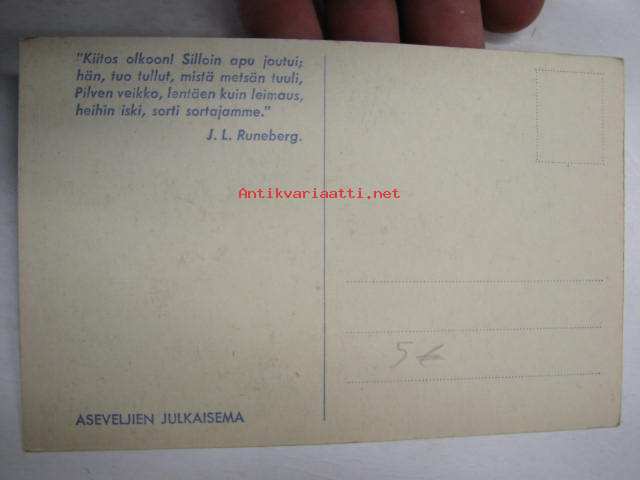 "Kiitos olkoon! Silloin apu joutui;
hän, tuo tullut, mistä metsän tuuli,
Pilven veikko, lentäen kuin leimaus,
heihin iski, sorti sortajamme."
J. L. Runeberg.
Antikvariaatti.net
5€
ASEVELJIEN JULKAISEMA